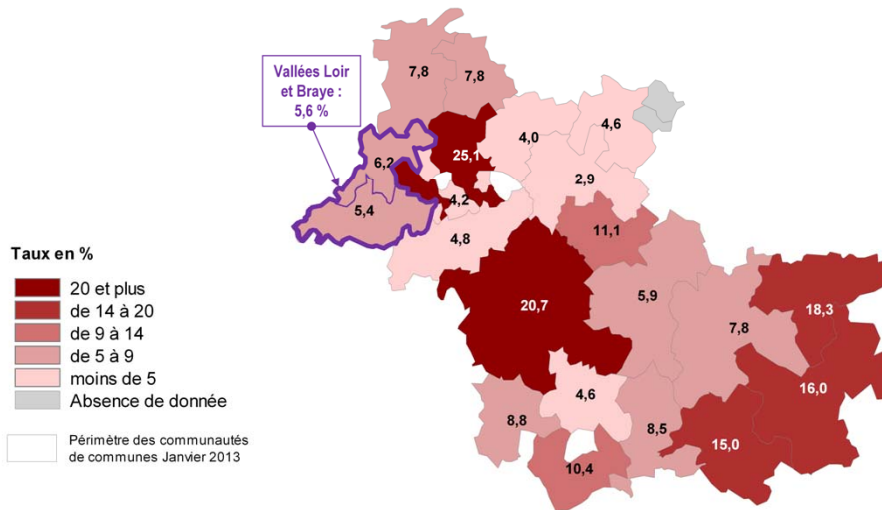 7,8
7,8
Vallées Loir
et Braye :
5,6 %
4,6
4,0
25,1
6,2
2,9
4,2
5,4
11,1
4,8
Taux en %
20 et plus
de 14 à 20
de 9 à 14
de 5 à 9
moins de 5
Absence de donnée
Périmètre des communautés
de communes Janvier 2013
20,7
5,9
18,3
7,8
16,0
4,6
8,8
8,5
15,0
10,4